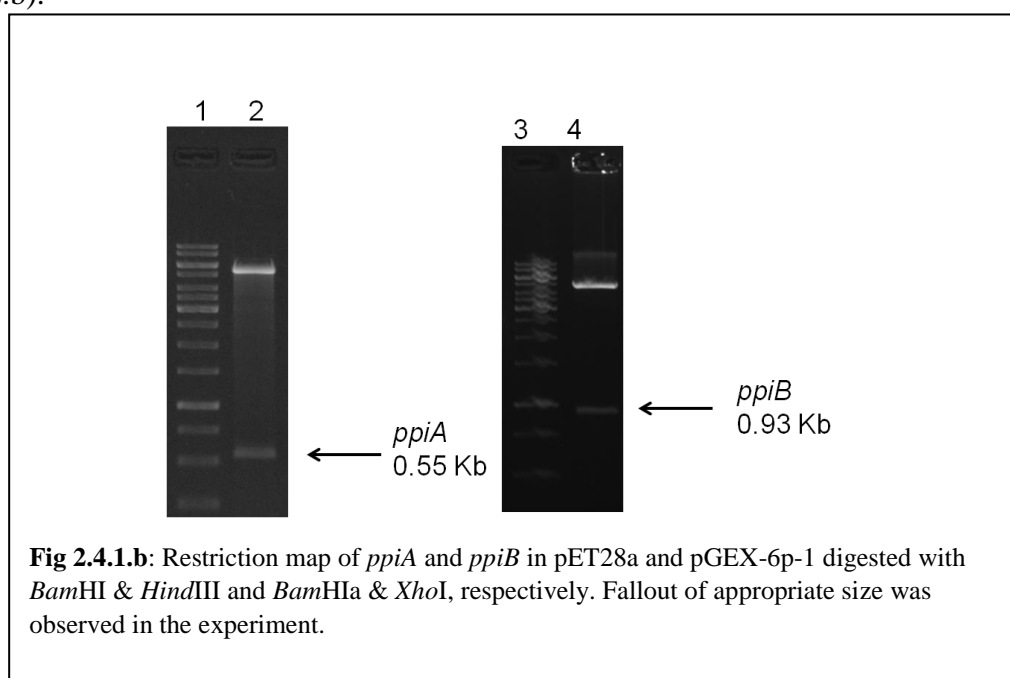 .b).
1 2
3 4
ppiA
0.55 Kb
ppiB
0.93 Kb
Fig 2.4.1.b: Restriction map of ppiA and ppiB in pET28a and pGEX-6p-1 digested with
BamHI & HindIII and BamHIa & XhoI, respectively. Fallout of appropriate size was
observed in the experiment.